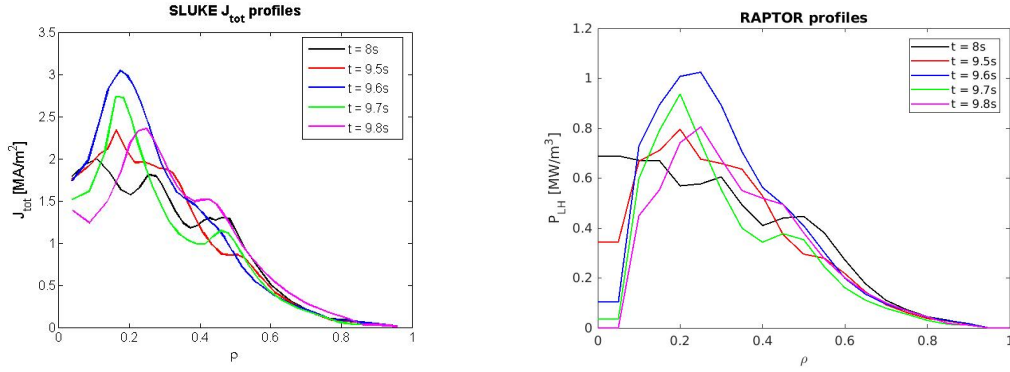 SLUKE J_tot profiles
J_tot [MA/m²]
3.5
3
2.5
2
1.5
1
0.5
0
0
0.2
0.4
0.6
0.8
1
ρ
t = 8s
t = 9.5s
t = 9.6s
t = 9.7s
t = 9.8s
RAPTOR profiles
P_LH [MW/m³]
1.2
1
0.8
0.6
0.4
0.2
0
0
0.2
0.4
0.6
0.8
1
ρ
t = 8s
t = 9.5s
t = 9.6s
t = 9.7s
t = 9.8s